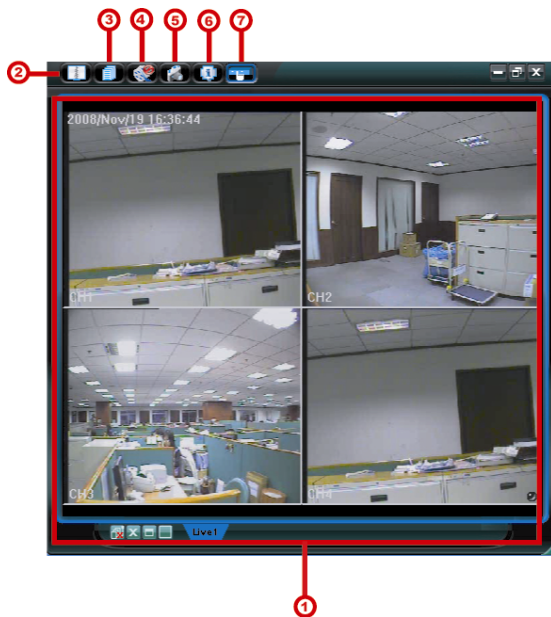 ③ ④ ⑤ ⑥ ⑦
②
2008/Nov/19 16:36:44
CH1
CH2
CH3
CH4
Live1
①